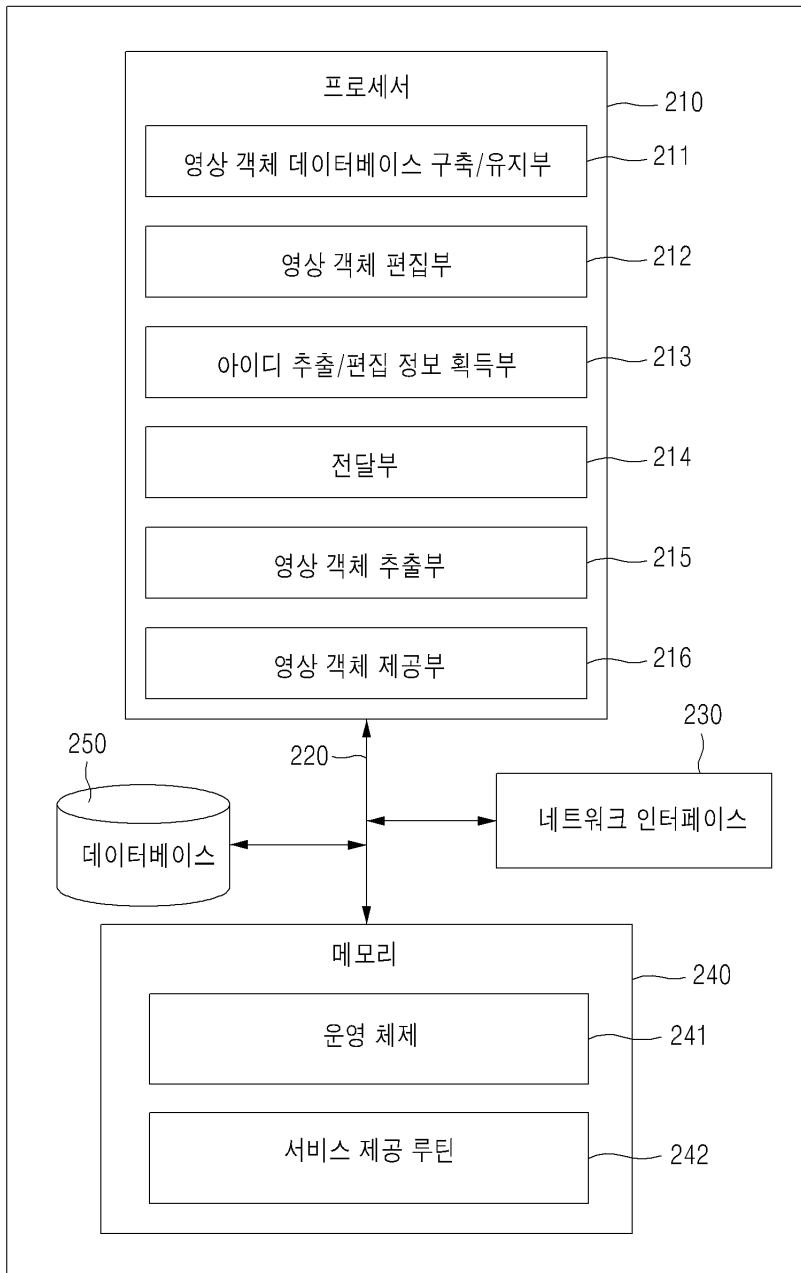 프로세서
210
영상 객체 데이터베이스 구축/유지부
211
영상 객체 편집부
212
아이디 추출/편집 정보 획득부
213
전달부
214
영상 객체 추출부
215
영상 객체 제공부
216
250
220
230
데이터베이스
네트워크 인터페이스
메모리
240
운영 체제
241
서비스 제공 루틴
242